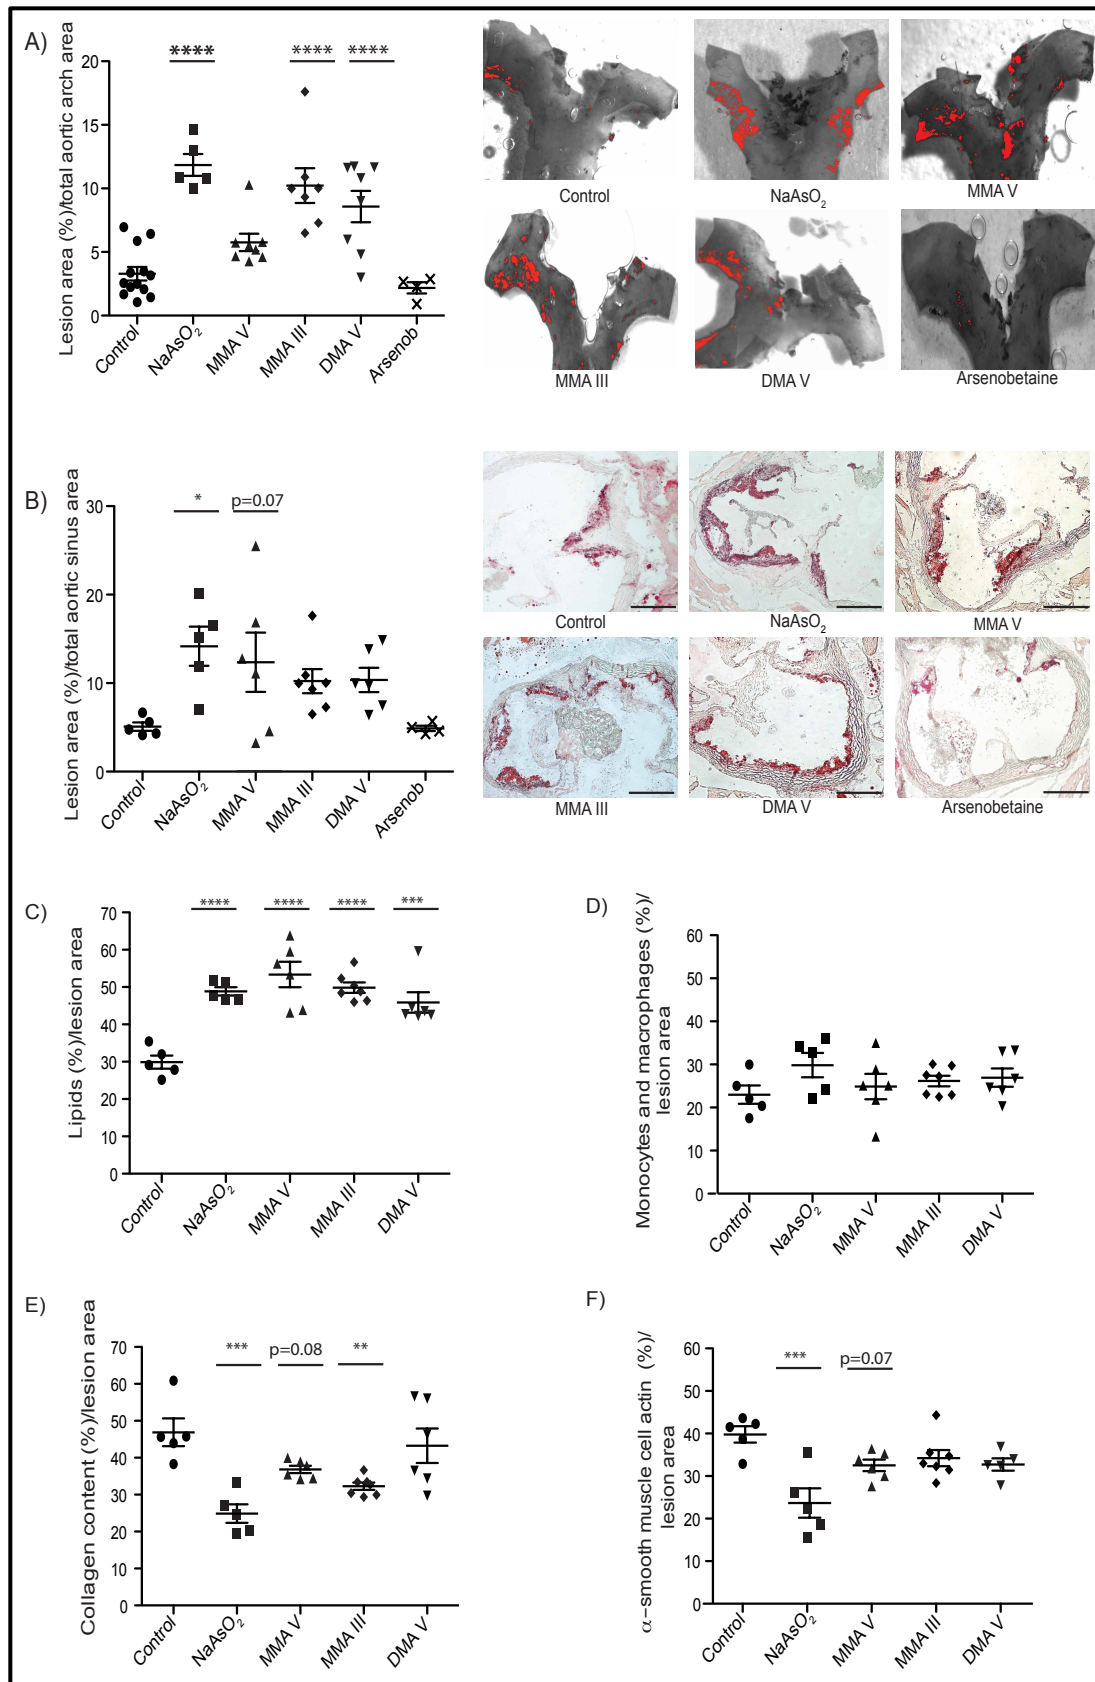 A)
Lesion area (%)/total aortic arch area
20
15
10
5
0
****
****
****
Control
NaAsO2
MMA V
MMA III
DMA V
Arsenob
Control
NaAsO2
MMA V
MMA III
DMA V
Arsenobetaine
B)
Lesion area (%)/total aortic sinus area
30
20
10
0
*
p=0.07
Control
NaAsO2
MMA V
MMA III
DMA V
Arsenob
Control
NaAsO2
MMA V
MMA III
DMA V
Arsenobetaine
C)
Lipids (%)/lesion area
70
60
50
40
30
20
10
0
****
****
****
***
Control
NaAsO2
MMA V
MMA III
DMA V
D)
Monocytes and macrophages (%)/
lesion area
60
50
40
30
20
10
0
Control
NaAsO2
MMA V
MMA III
DMA V
E)
Collagen content (%)/lesion area
70
60
50
40
30
20
10
0
***
p=0.08
**
Control
NaAsO2
MMA V
MMA III
DMA V
F)
α-smooth muscle cell actin (%)/
lesion area
60
50
40
30
20
10
0
***
p=0.07
Control
NaAsO2
MMA V
MMA III
DMA V